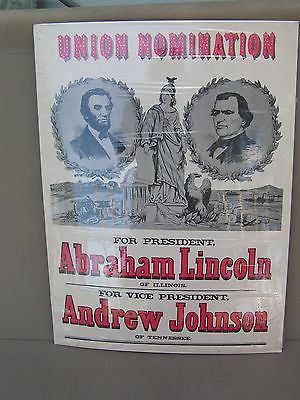 UNION NOMINATION
FOR PRESIDENT,
Abraham Lincoln
OF ILLINOIS.
FOR VICE PRESIDENT,
Andrew Johnson
OF TENNESSEE.